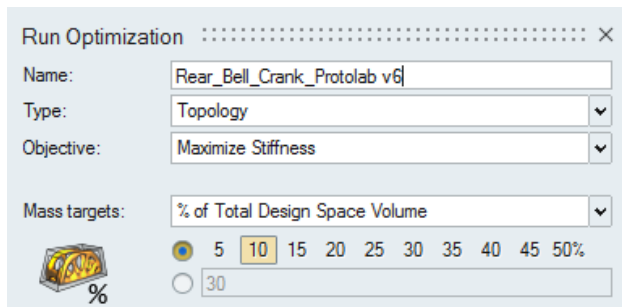 Run Optimization
Name: Rear_Bell_Crank_Protolab v6
Type: Topology
Objective: Maximize Stiffness
Mass targets: % of Total Design Space Volume
5 10 15 20 25 30 35 40 45 50%
%
30